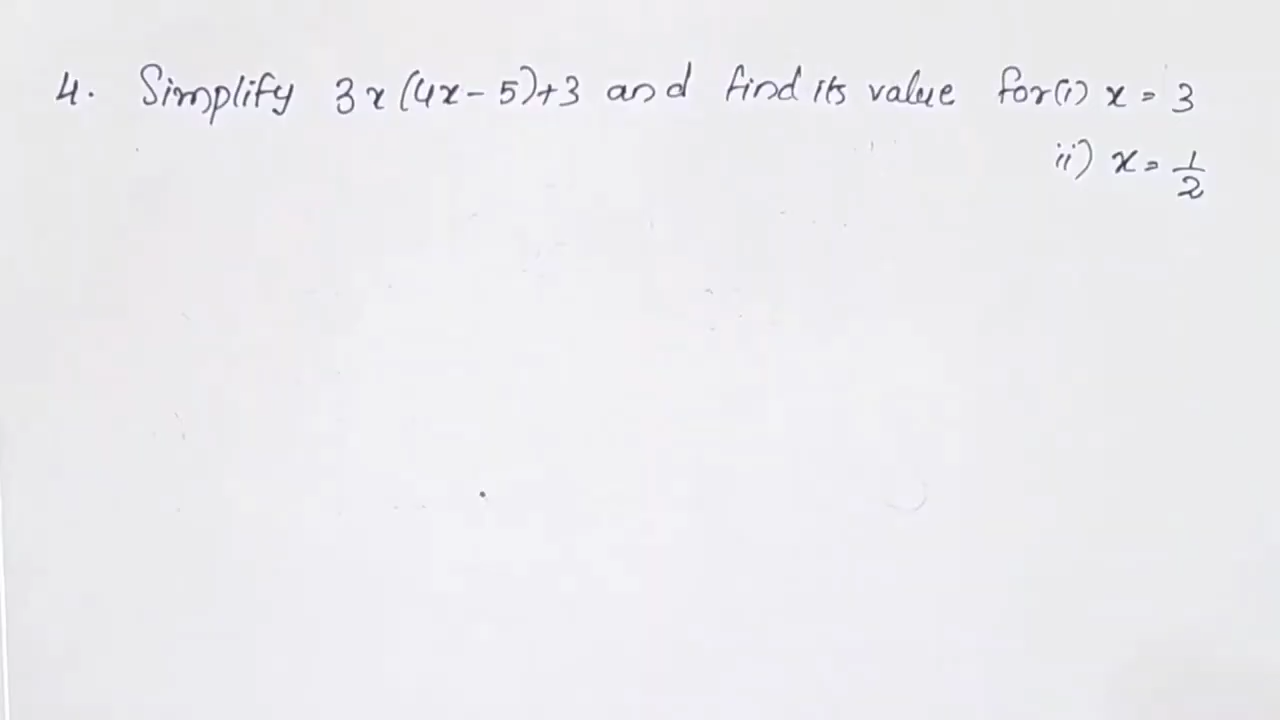 4. Simplify 3x(4x-5)+3 and find its value for(i) x = 3
ii) x = 1/2